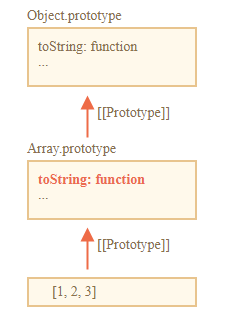 Object.prototype
toString: function
...
[[Prototype]]
Array.prototype
toString: function
...
[[Prototype]]
[1, 2, 3]